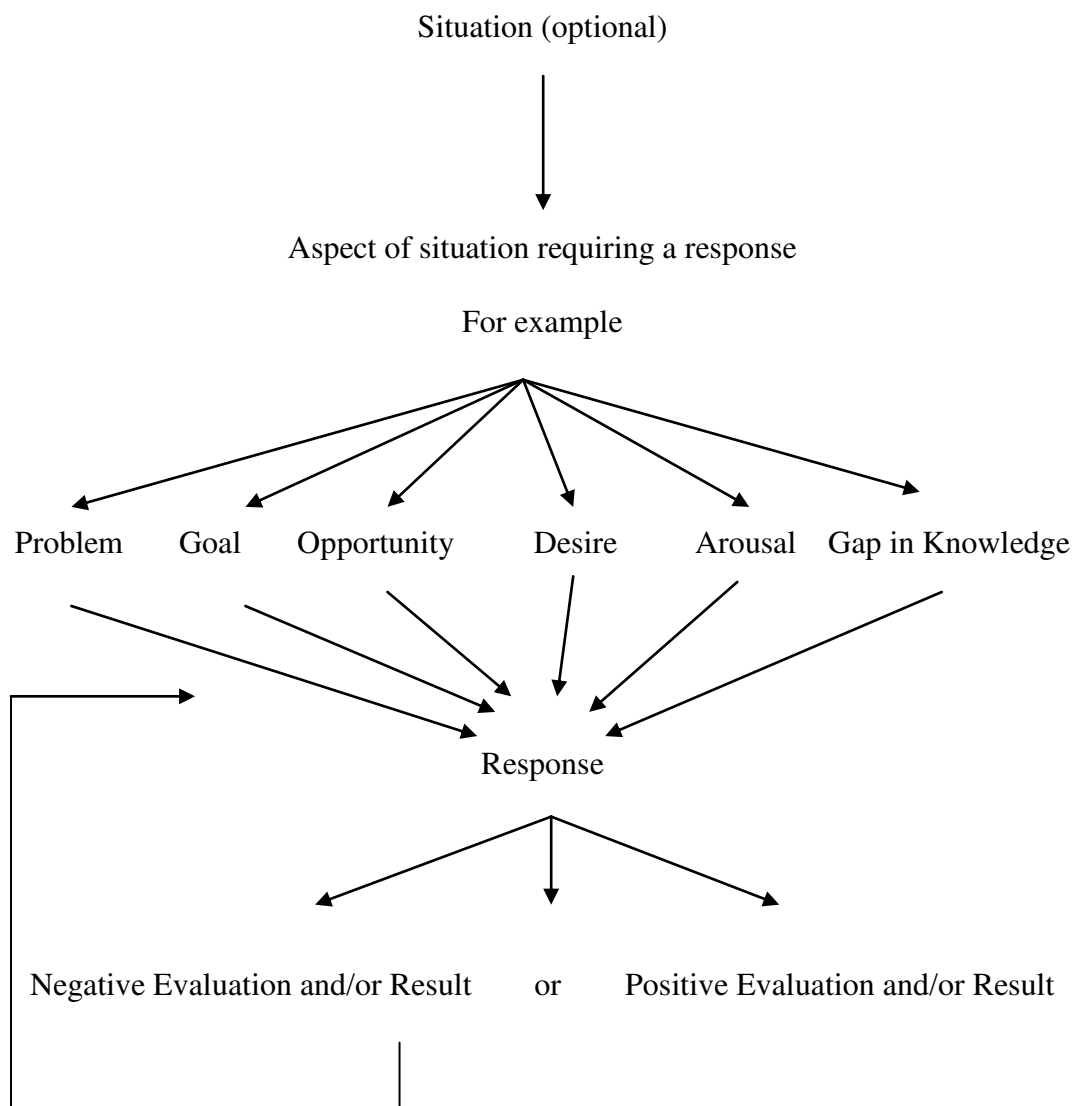 Situation (optional)
Aspect of situation requiring a response
For example
Problem Goal Opportunity Desire Arousal Gap in Knowledge
Response
Negative Evaluation and/or Result or Positive Evaluation and/or Result